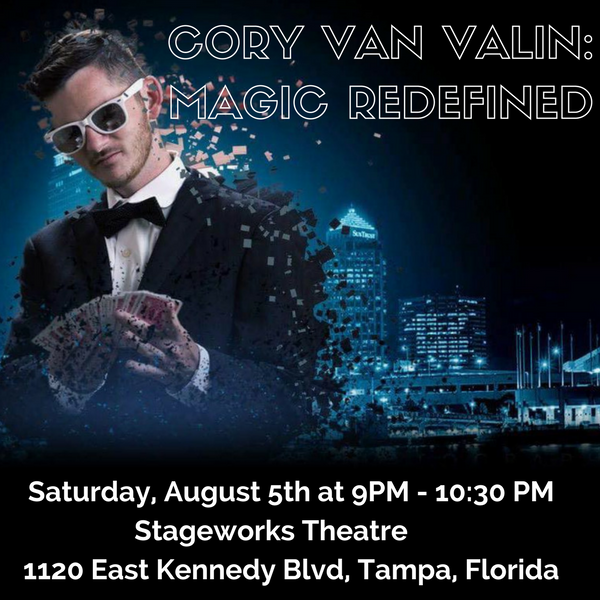 CORY VAN VALIN:
MAGIC REDEFINED
SUNTRUST
Saturday, August 5th at 9PM - 10:30 PM
Stageworks Theatre
1120 East Kennedy Blvd, Tampa, Florida